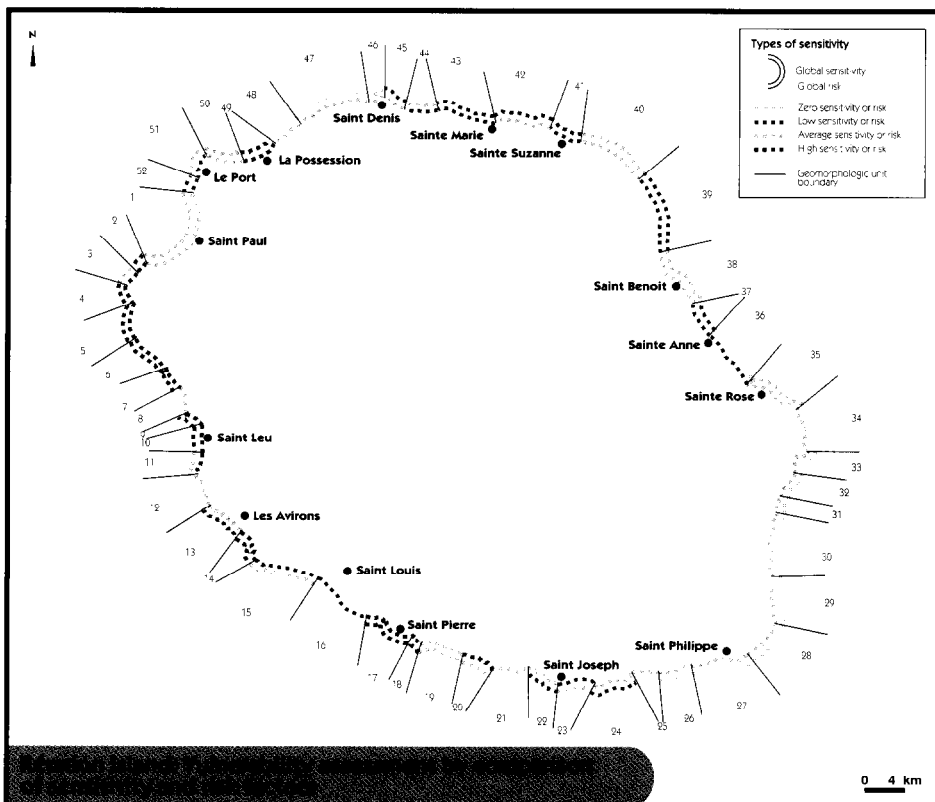 N
Types of sensitivity
Global sensitivity
Global risk
Zero sensitivity or risk
Low sensitivity or risk
Average sensitivity or risk
High sensitivity or risk
Geomorphologic unit
boundary
46 45 44 43 42 41 40
47
48
49
50
51
52
1
2
3
4
5
6
7
8
9
10
11
12
13
14
15
16
17
18
19
20
21
22
23
24
25
26
27
28
29
30
31
32
33
34
35
36
37
38
39
Saint Denis
Sainte Marie
Sainte Suzanne
La Possession
Le Port
Saint Paul
Saint Benoit
Sainte Anne
Sainte Rose
Saint Leu
Les Avirons
Saint Louis
Saint Pierre
Saint Joseph
Saint Philippe
of sensitivity and risk
0 4 km